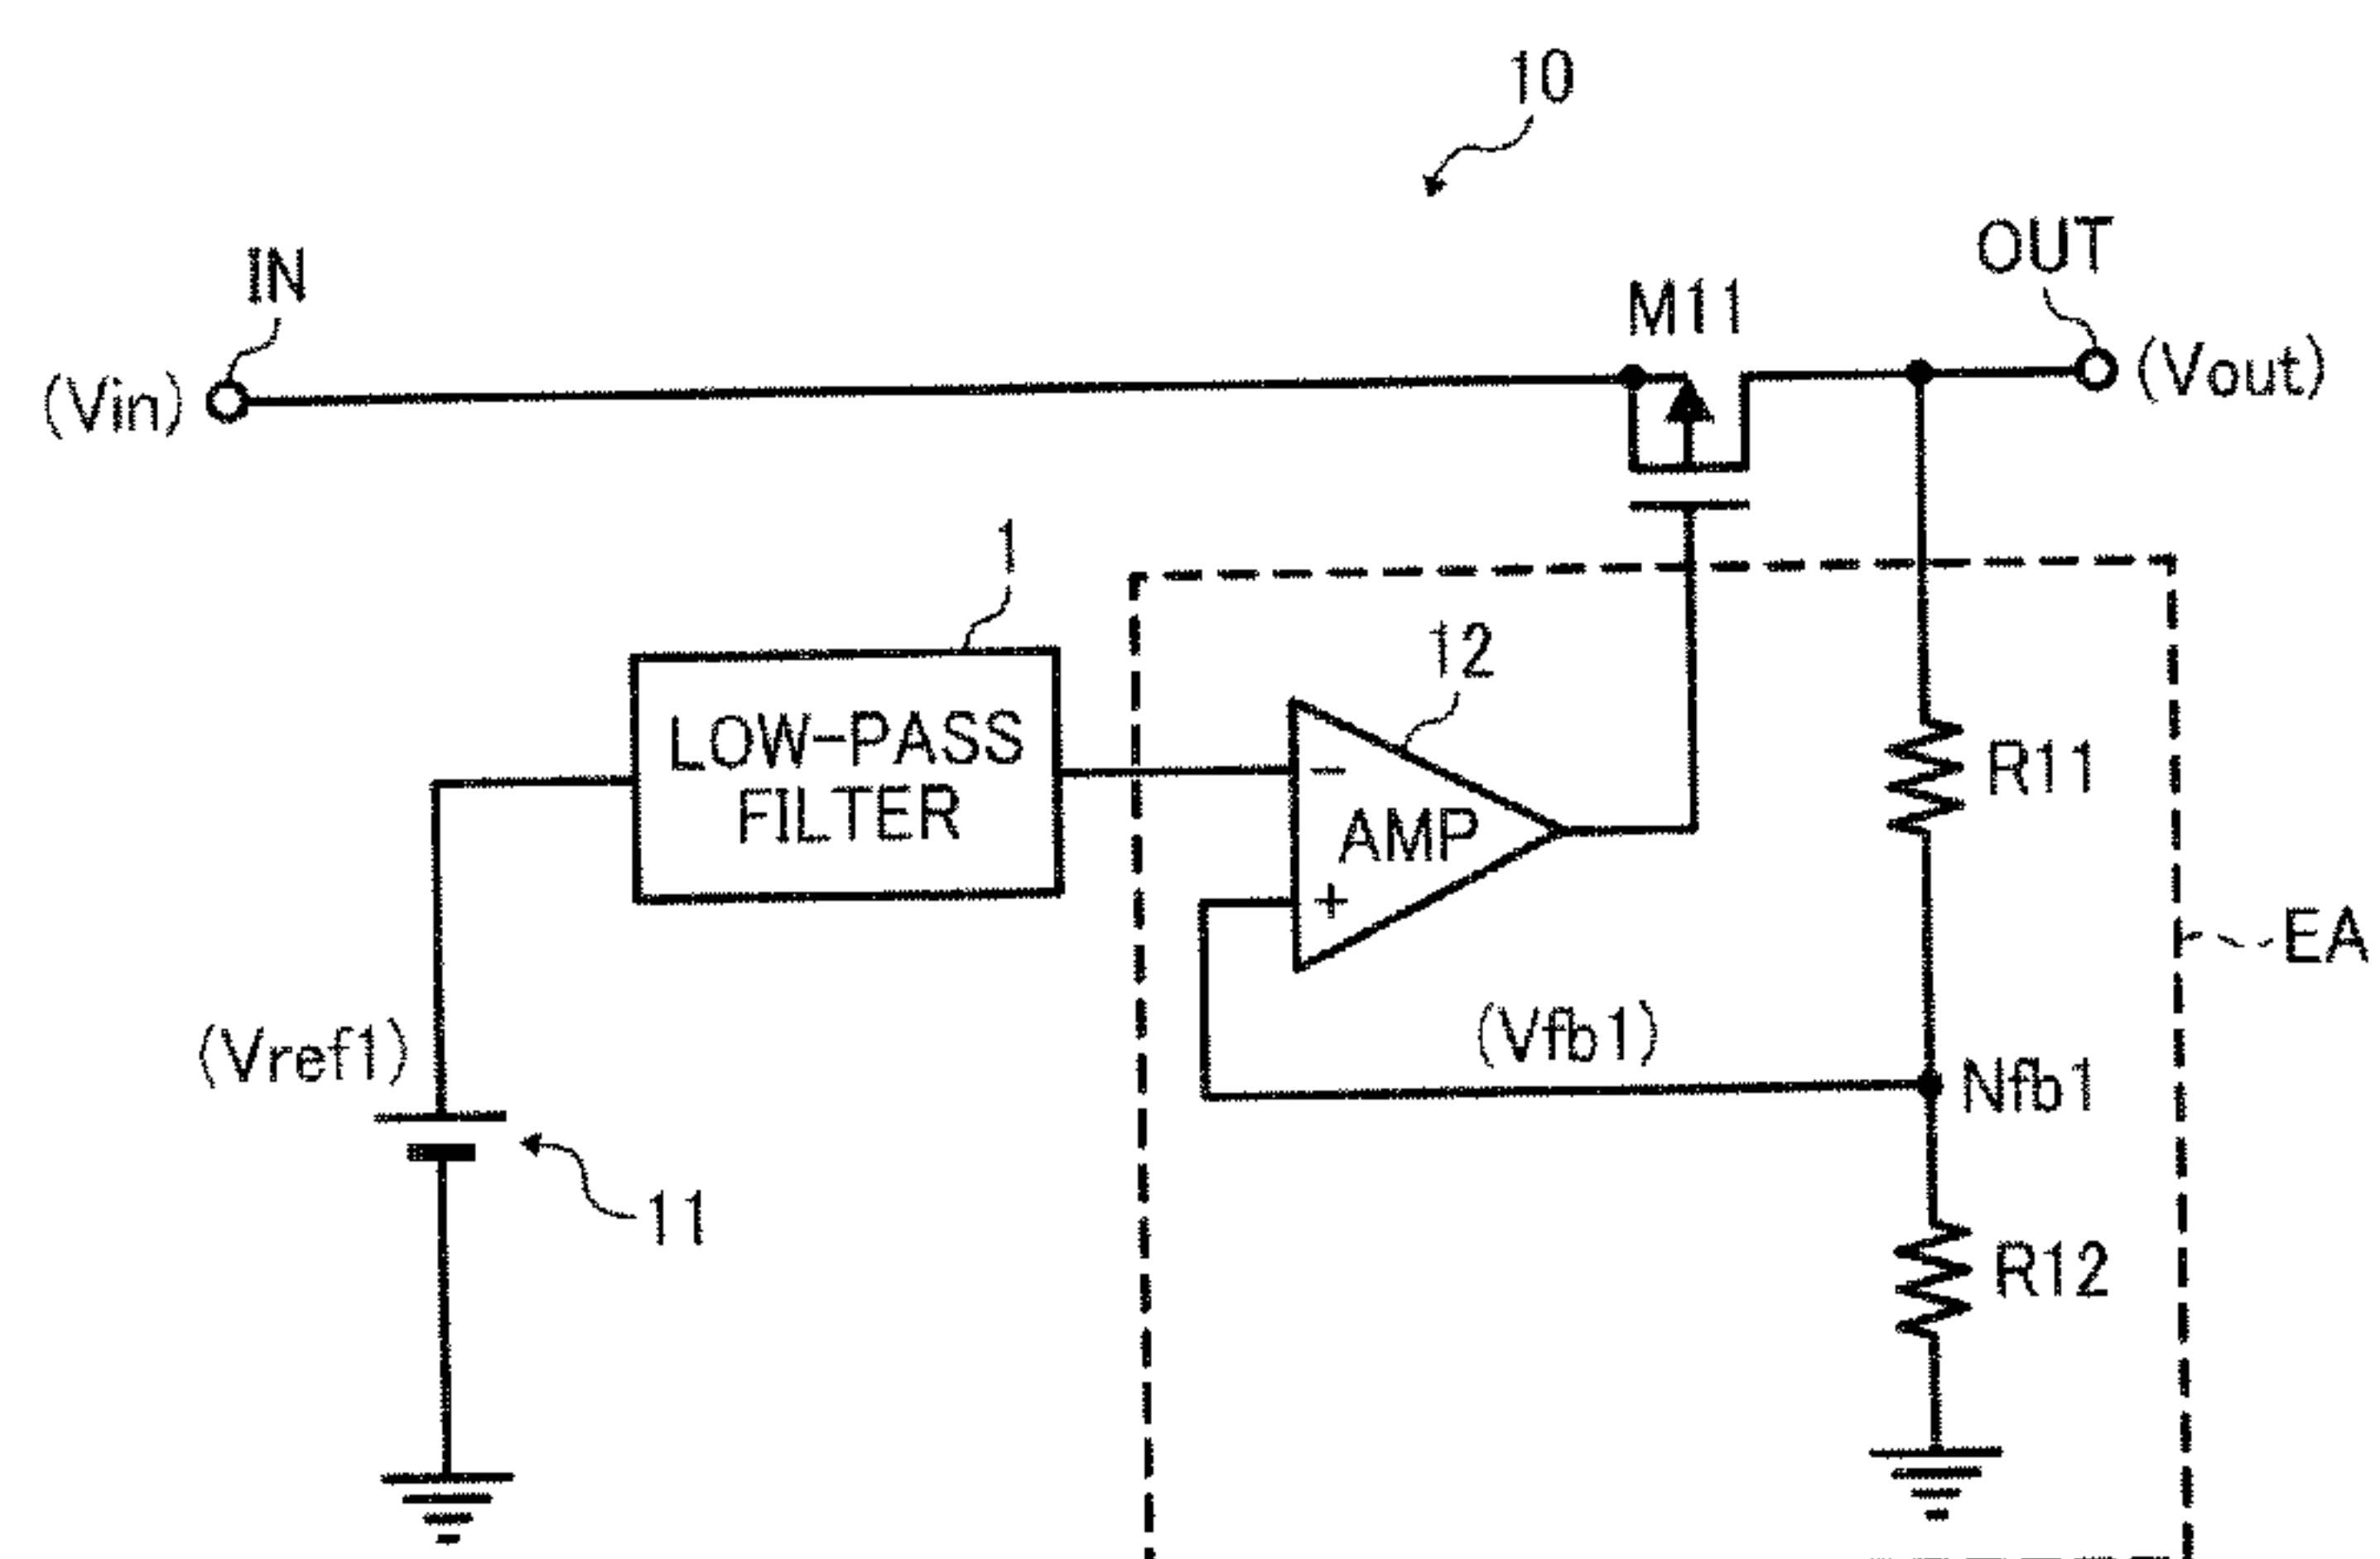 10
IN
OUT
M11
(Vin)
(Vout)
1
12
LOW-PASS
FILTER
−
AMP
+
R11
EA
(Vref1)
(Vfb1)
Nfb1
11
R12